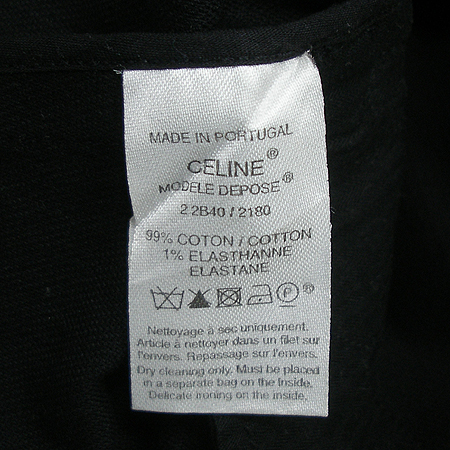 MADE IN PORTUGAL
CELINE®
MODELE DEPOSE®
2 2B40 / 2180
99% COTON / COTTON
1% ELASTHANNE
ELASTANE
P ®
Nettoyage à sec uniquement.
Article à nettoyer dans un filet sur
l'envers. Repassage sur l'envers.
Dry cleaning only. Must be placed
in a separate bag on the inside.
Delicate ironing on the inside.